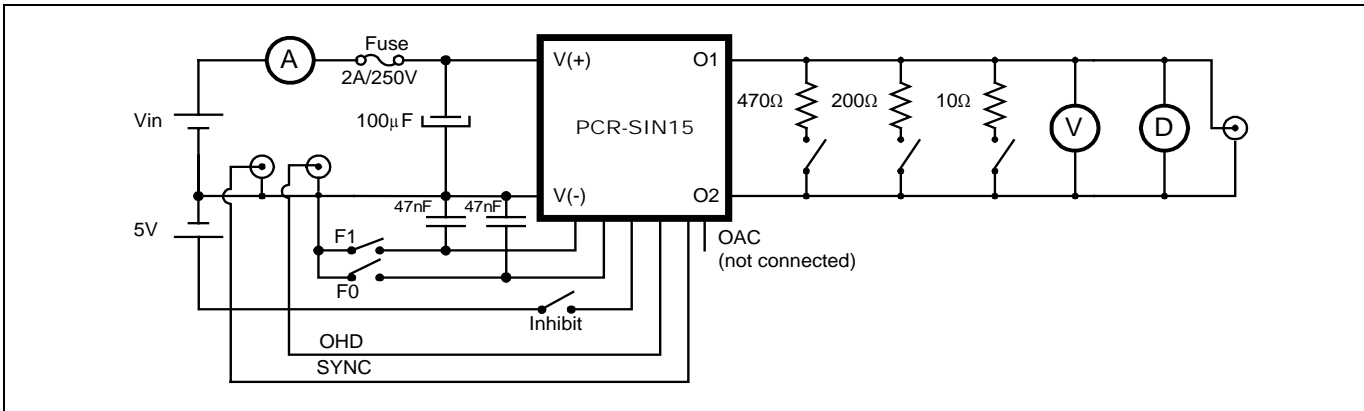 Fuse
A
2A/250V
V(+)
O1
470Ω
200Ω
10Ω
Vin
100μF
PCR-SIN15
V
D
V(-)
O2
47nF
47nF
5V
F1
OAC
(not connected)
F0
Inhibit
OHD
SYNC